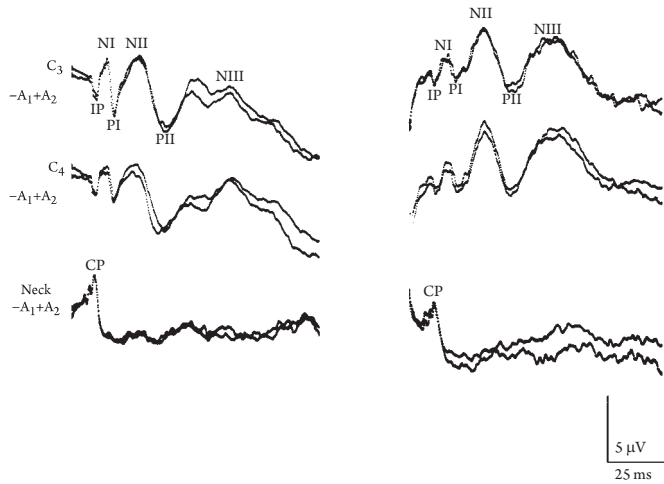 NI NII
C₃
NIII
−A₁+A₂
IP
PI
PII
C₄
−A₁+A₂
CP
Neck
−A₁+A₂
NII
NIII
NI
IP PI
PII
CP
5 μV
25 ms